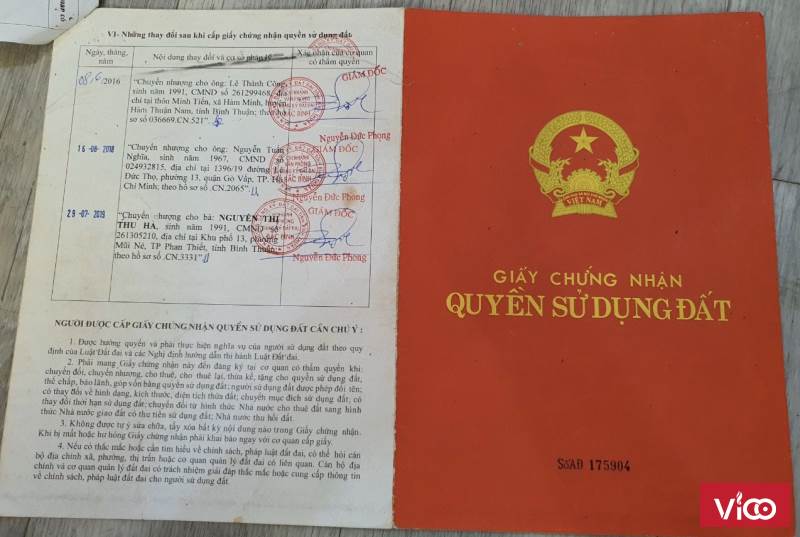 VI- Những thay đổi sau khi cấp giấy chứng nhận quyền sử dụng đất
Ngày, tháng, năm
Nội dung thay đổi và cơ sở pháp lý
Xác nhận của cơ quan có thẩm quyền
08/6/2016
"Chuyển nhượng cho ông: Lê Thành Công,
sinh năm 1991, CMND số 261299468, địa
chỉ tại thôn Minh Tiến, xã Hàm Minh, huyện
Hàm Thuận Nam, tỉnh Bình Thuận; theo hồ
sơ số 036669.CN.521".
GIÁM ĐỐC
Nguyễn Đức Phong
16-08-2018
"Chuyển nhượng cho ông: Nguyễn Tuấn
Nghĩa, sinh năm 1967, CMND số
024932815, địa chỉ tại 1396/19 đường Lê
Đức Thọ, phường 13, quận Gò Vấp, TP. Hồ
Chí Minh; theo hồ sơ số .CN.2065".
GIÁM ĐỐC
Nguyễn Đức Phong
29-07-2019
"Chuyển nhượng cho bà: NGUYỄN THỊ
THU HÀ, sinh năm 1991, CMND số
261305210, địa chỉ tại Khu phố 13, phường
Mũi Né, TP Phan Thiết, tỉnh Bình Thuận;
theo hồ sơ số .CN.3331".
GIÁM ĐỐC
Nguyễn Đức Phong
NGƯỜI ĐƯỢC CẤP GIẤY CHỨNG NHẬN QUYỀN SỬ DỤNG ĐẤT CẦN CHÚ Ý :
1. Được hưởng quyền và phải thực hiện nghĩa vụ của người sử dụng đất theo quy
định của Luật Đất đai và các Nghị định hướng dẫn thi hành Luật Đất đai.
2. Phải mang Giấy chứng nhận này đến đăng ký tại cơ quan có thẩm quyền khi:
chuyển đổi, chuyển nhượng, cho thuê, cho thuê lại, thừa kế, tặng cho quyền sử dụng đất,
thế chấp, bảo lãnh, góp vốn bằng quyền sử dụng đất; người sử dụng đất được phép đổi tên;
có thay đổi về hình dạng, kích thước, diện tích thửa đất; chuyển mục đích sử dụng đất; có
thay đổi thời hạn sử dụng đất; chuyển đổi từ hình thức Nhà nước cho thuê đất sang hình
thức Nhà nước giao đất có thu tiền sử dụng đất; Nhà nước thu hồi đất.
3. Không được tự ý sửa chữa, tẩy xóa bất kỳ nội dung nào trong Giấy chứng nhận.
Khi bị mất hoặc hư hỏng Giấy chứng nhận phải khai báo ngay với cơ quan cấp giấy.
4. Nếu có thắc mắc hoặc cần tìm hiểu về chính sách, pháp luật đất đai, có thể hỏi cán
bộ địa chính xã, phường, thị trấn hoặc cơ quan quản lý đất đai có liên quan. Cán bộ địa
chính và cơ quan quản lý đất đai có trách nhiệm giải đáp thắc mắc hoặc cung cấp thông tin
về chính sách, pháp luật đất đai cho người sử dụng đất.
VIỆT NAM
GIẤY CHỨNG NHẬN
QUYỀN SỬ DỤNG ĐẤT
175904
Vico